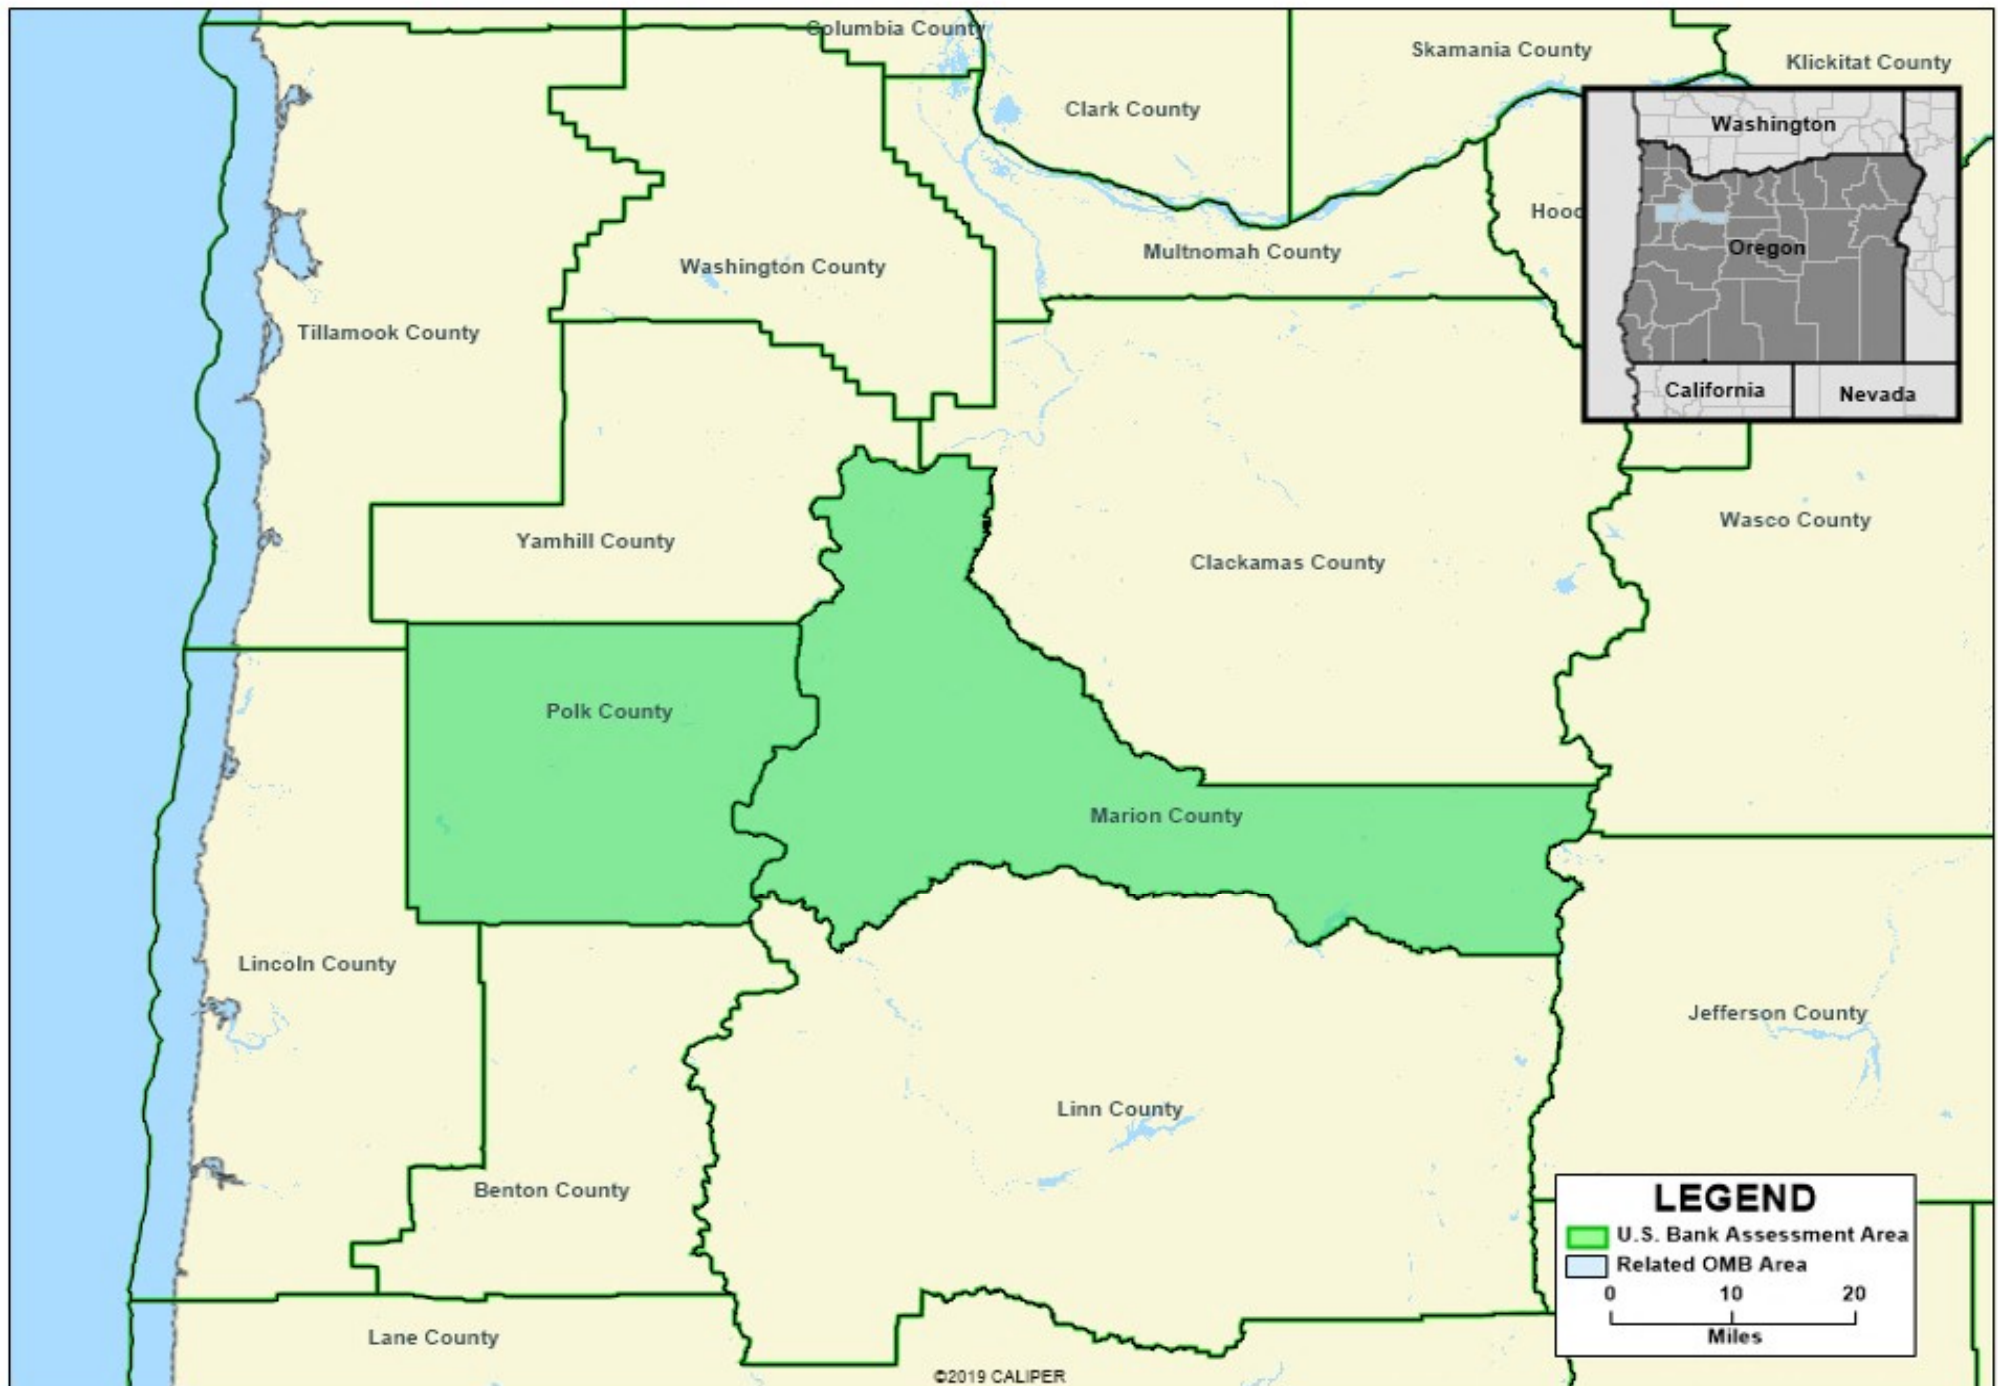 Columbia County
Skamania County
Klickitat County
Clark County
Washington
Hood
Multnomah County
Oregon
Washington County
Tillamook County
California
Nevada
Wasco County
Yamhill County
Clackamas County
Polk County
Marion County
Lincoln County
Jefferson County
Linn County
Benton County
LEGEND
U.S. Bank Assessment Area
Related OMB Area
0 10 20
Miles
Lane County
©2019 CALIPER